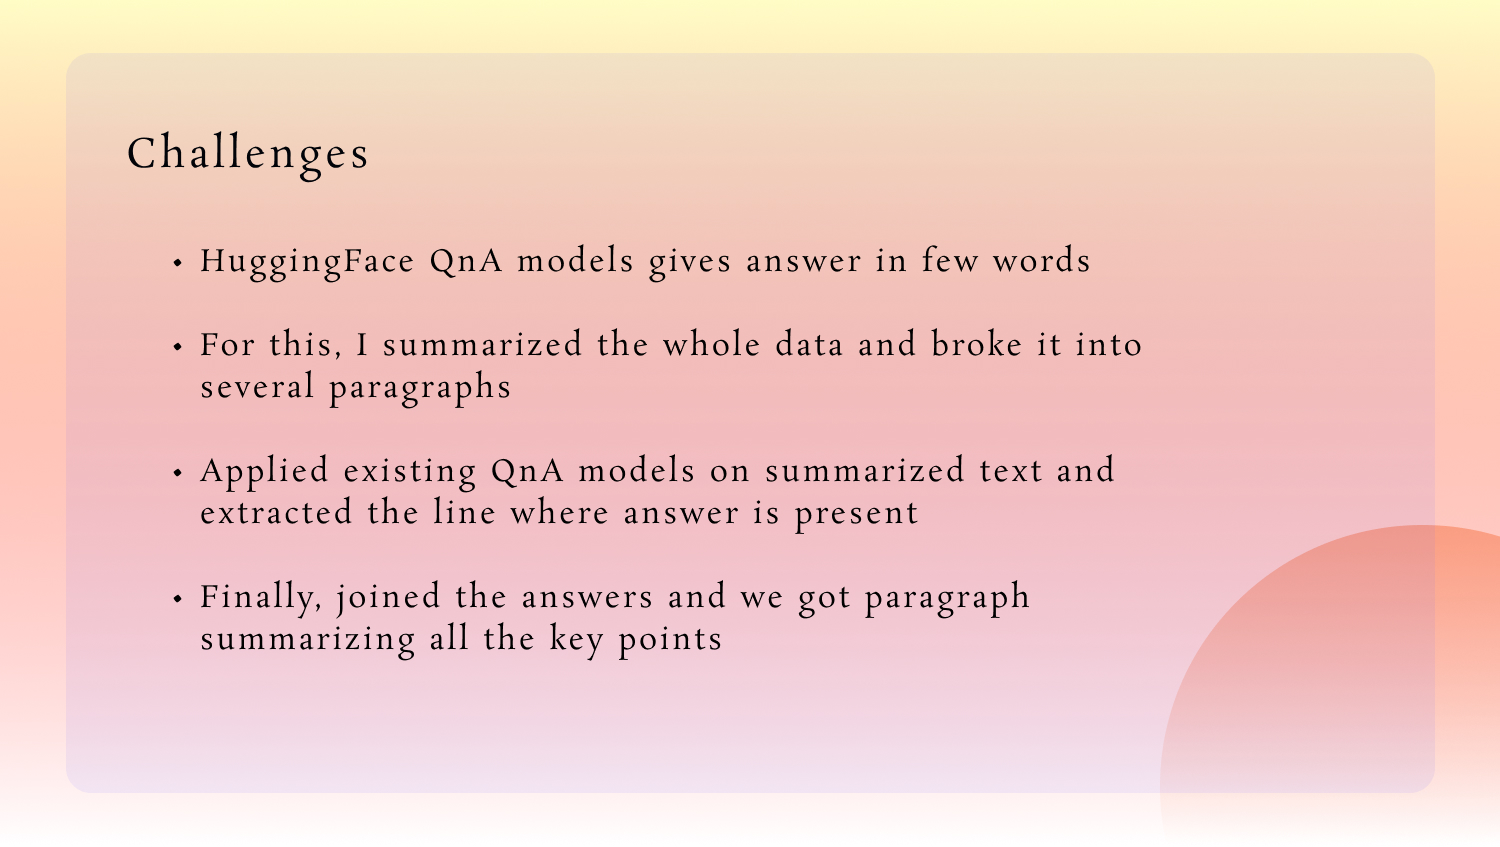 Challenges
• HuggingFace QnA models gives answer in few words
• For this, I summarized the whole data and broke it into
several paragraphs
• Applied existing QnA models on summarized text and
extracted the line where answer is present
• Finally, joined the answers and we got paragraph
summarizing all the key points